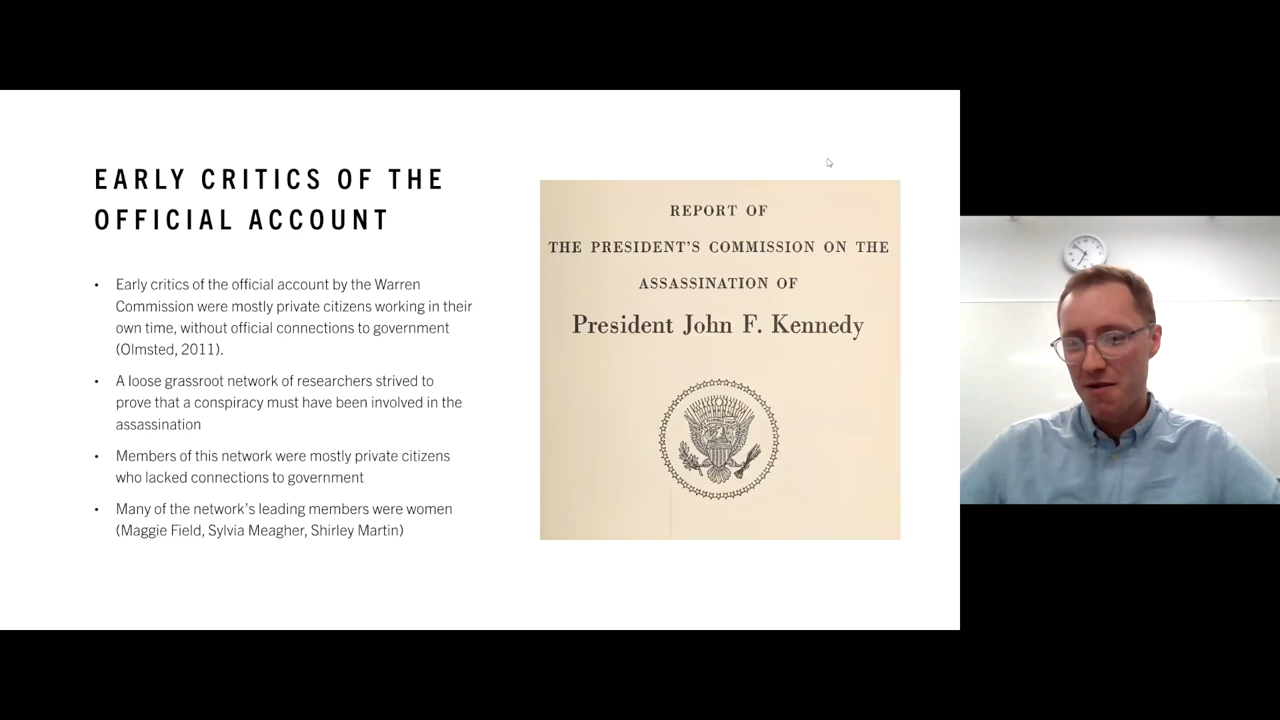 EARLY CRITICS OF THE
OFFICIAL ACCOUNT
• Early critics of the official account by the Warren
Commission were mostly private citizens working in their
own time, without official connections to government
(Olmsted, 2011).
• A loose grassroot network of researchers strived to
prove that a conspiracy must have been involved in the
assassination
• Members of this network were mostly private citizens
who lacked connections to government
• Many of the network's leading members were women
(Maggie Field, Sylvia Meagher, Shirley Martin)
REPORT OF
THE PRESIDENT'S COMMISSION ON THE
ASSASSINATION OF
President John F. Kennedy